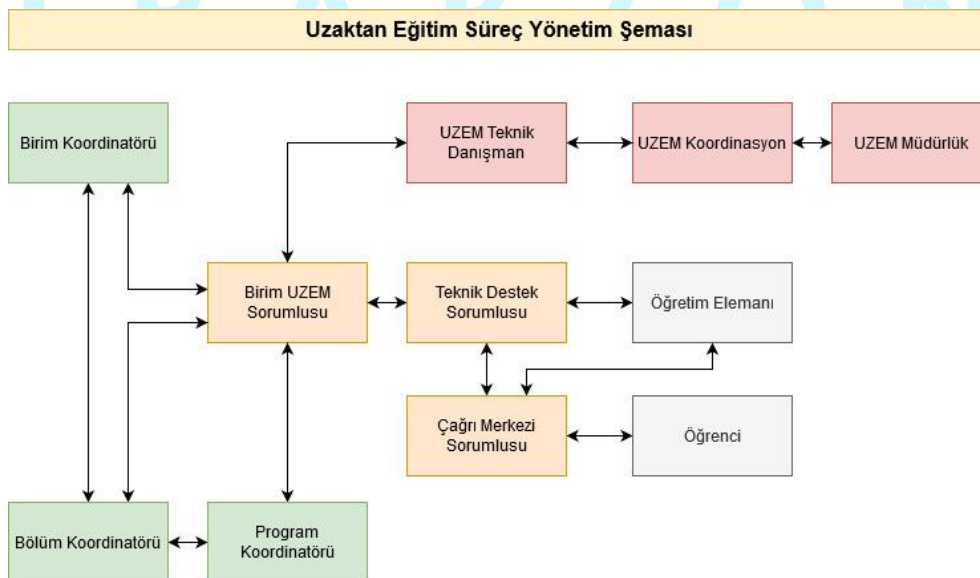 Uzaktan Eğitim Süreç Yönetim Şeması
Birim Koordinatörü
UZEM Teknik
Danışman
UZEM Koordinasyon
UZEM Müdürlük
Birim UZEM
Sorumlusu
Teknik Destek
Sorumlusu
Öğretim Elemanı
Çağrı Merkezi
Sorumlusu
Öğrenci
Bölüm Koordinatörü
Program
Koordinatörü